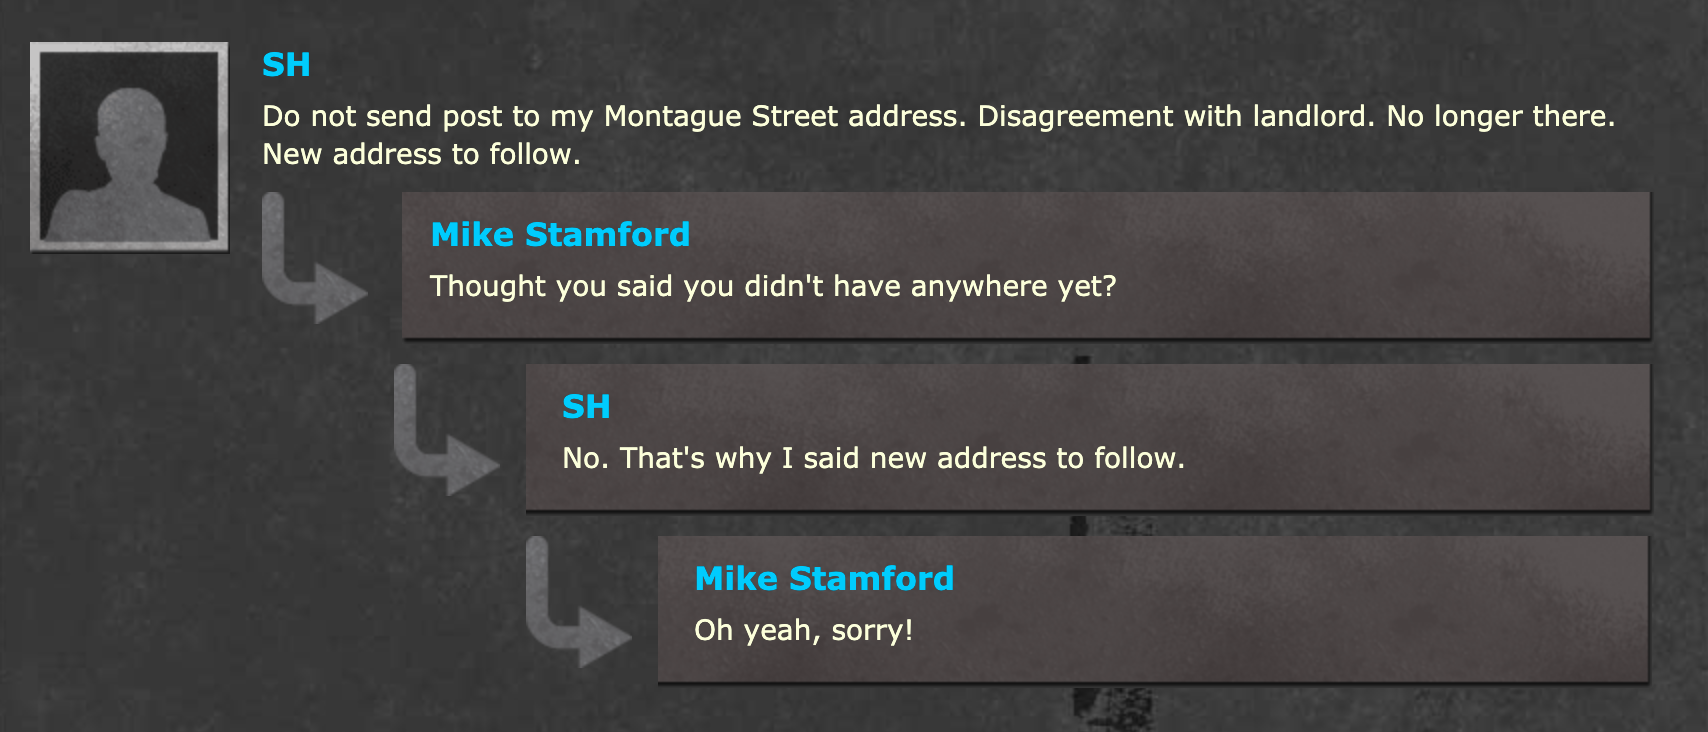 SH
Do not send post to my Montague Street address. Disagreement with landlord. No longer there.
New address to follow.
Mike Stamford
Thought you said you didn't have anywhere yet?
SH
No. That's why I said new address to follow.
Mike Stamford
Oh yeah, sorry!